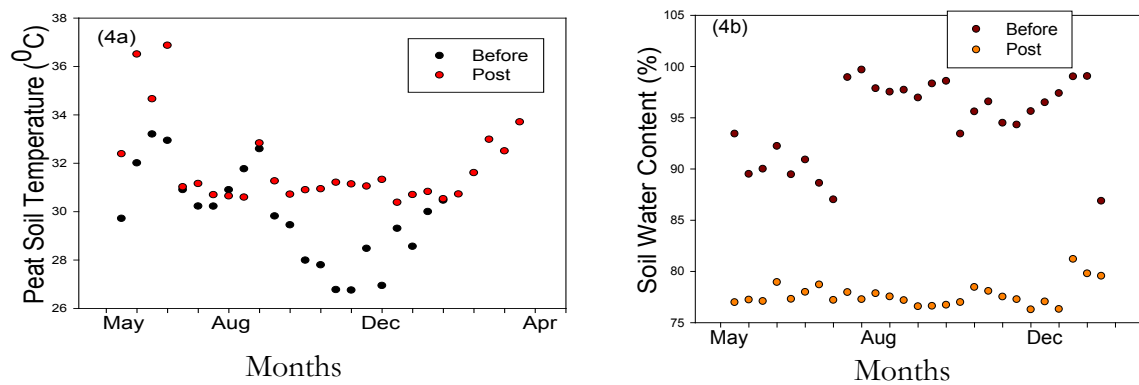 (4a)
Before
Post
Peat Soil Temperature (⁰C)
38
36
34
32
30
28
26
May
Aug
Dec
Apr
Months
(4b)
Before
Post
Soil Water Content (%)
105
100
95
90
85
80
75
May
Aug
Dec
Months